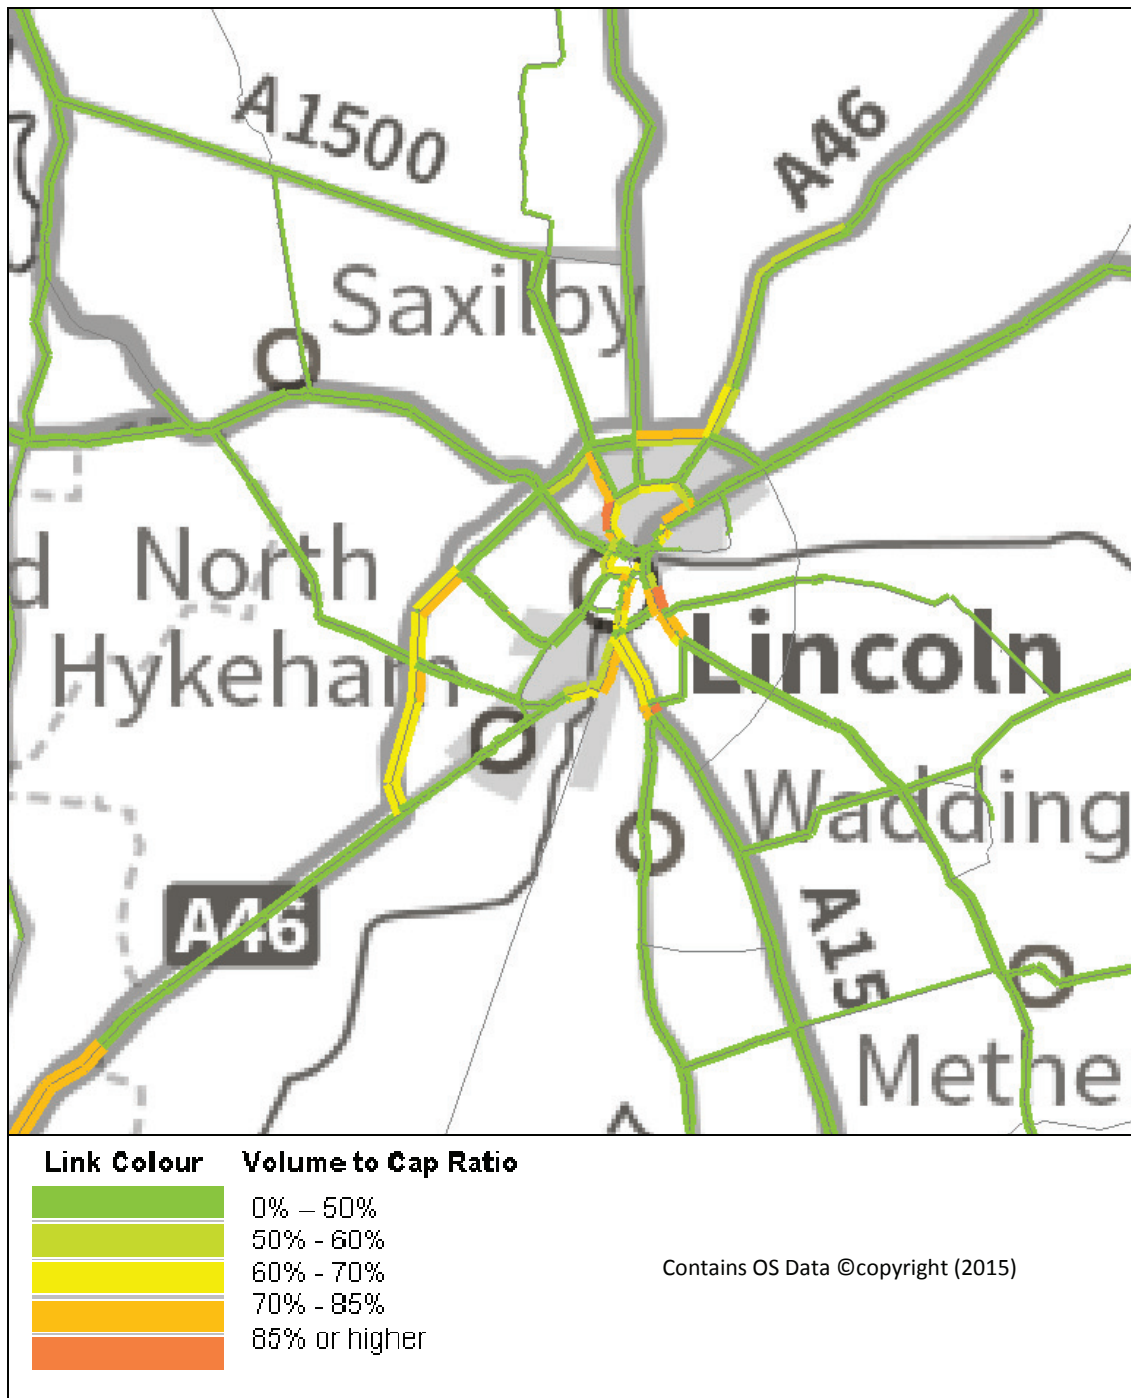 A1500
A46
Saxilby
North
Hykeham
d
Lincoln
Wadding
A46
A15
Methe
Link Colour Volume to Cap Ratio
0% – 50%
50% - 60%
60% - 70%
70% - 85%
85% or higher
Contains OS Data ©copyright (2015)